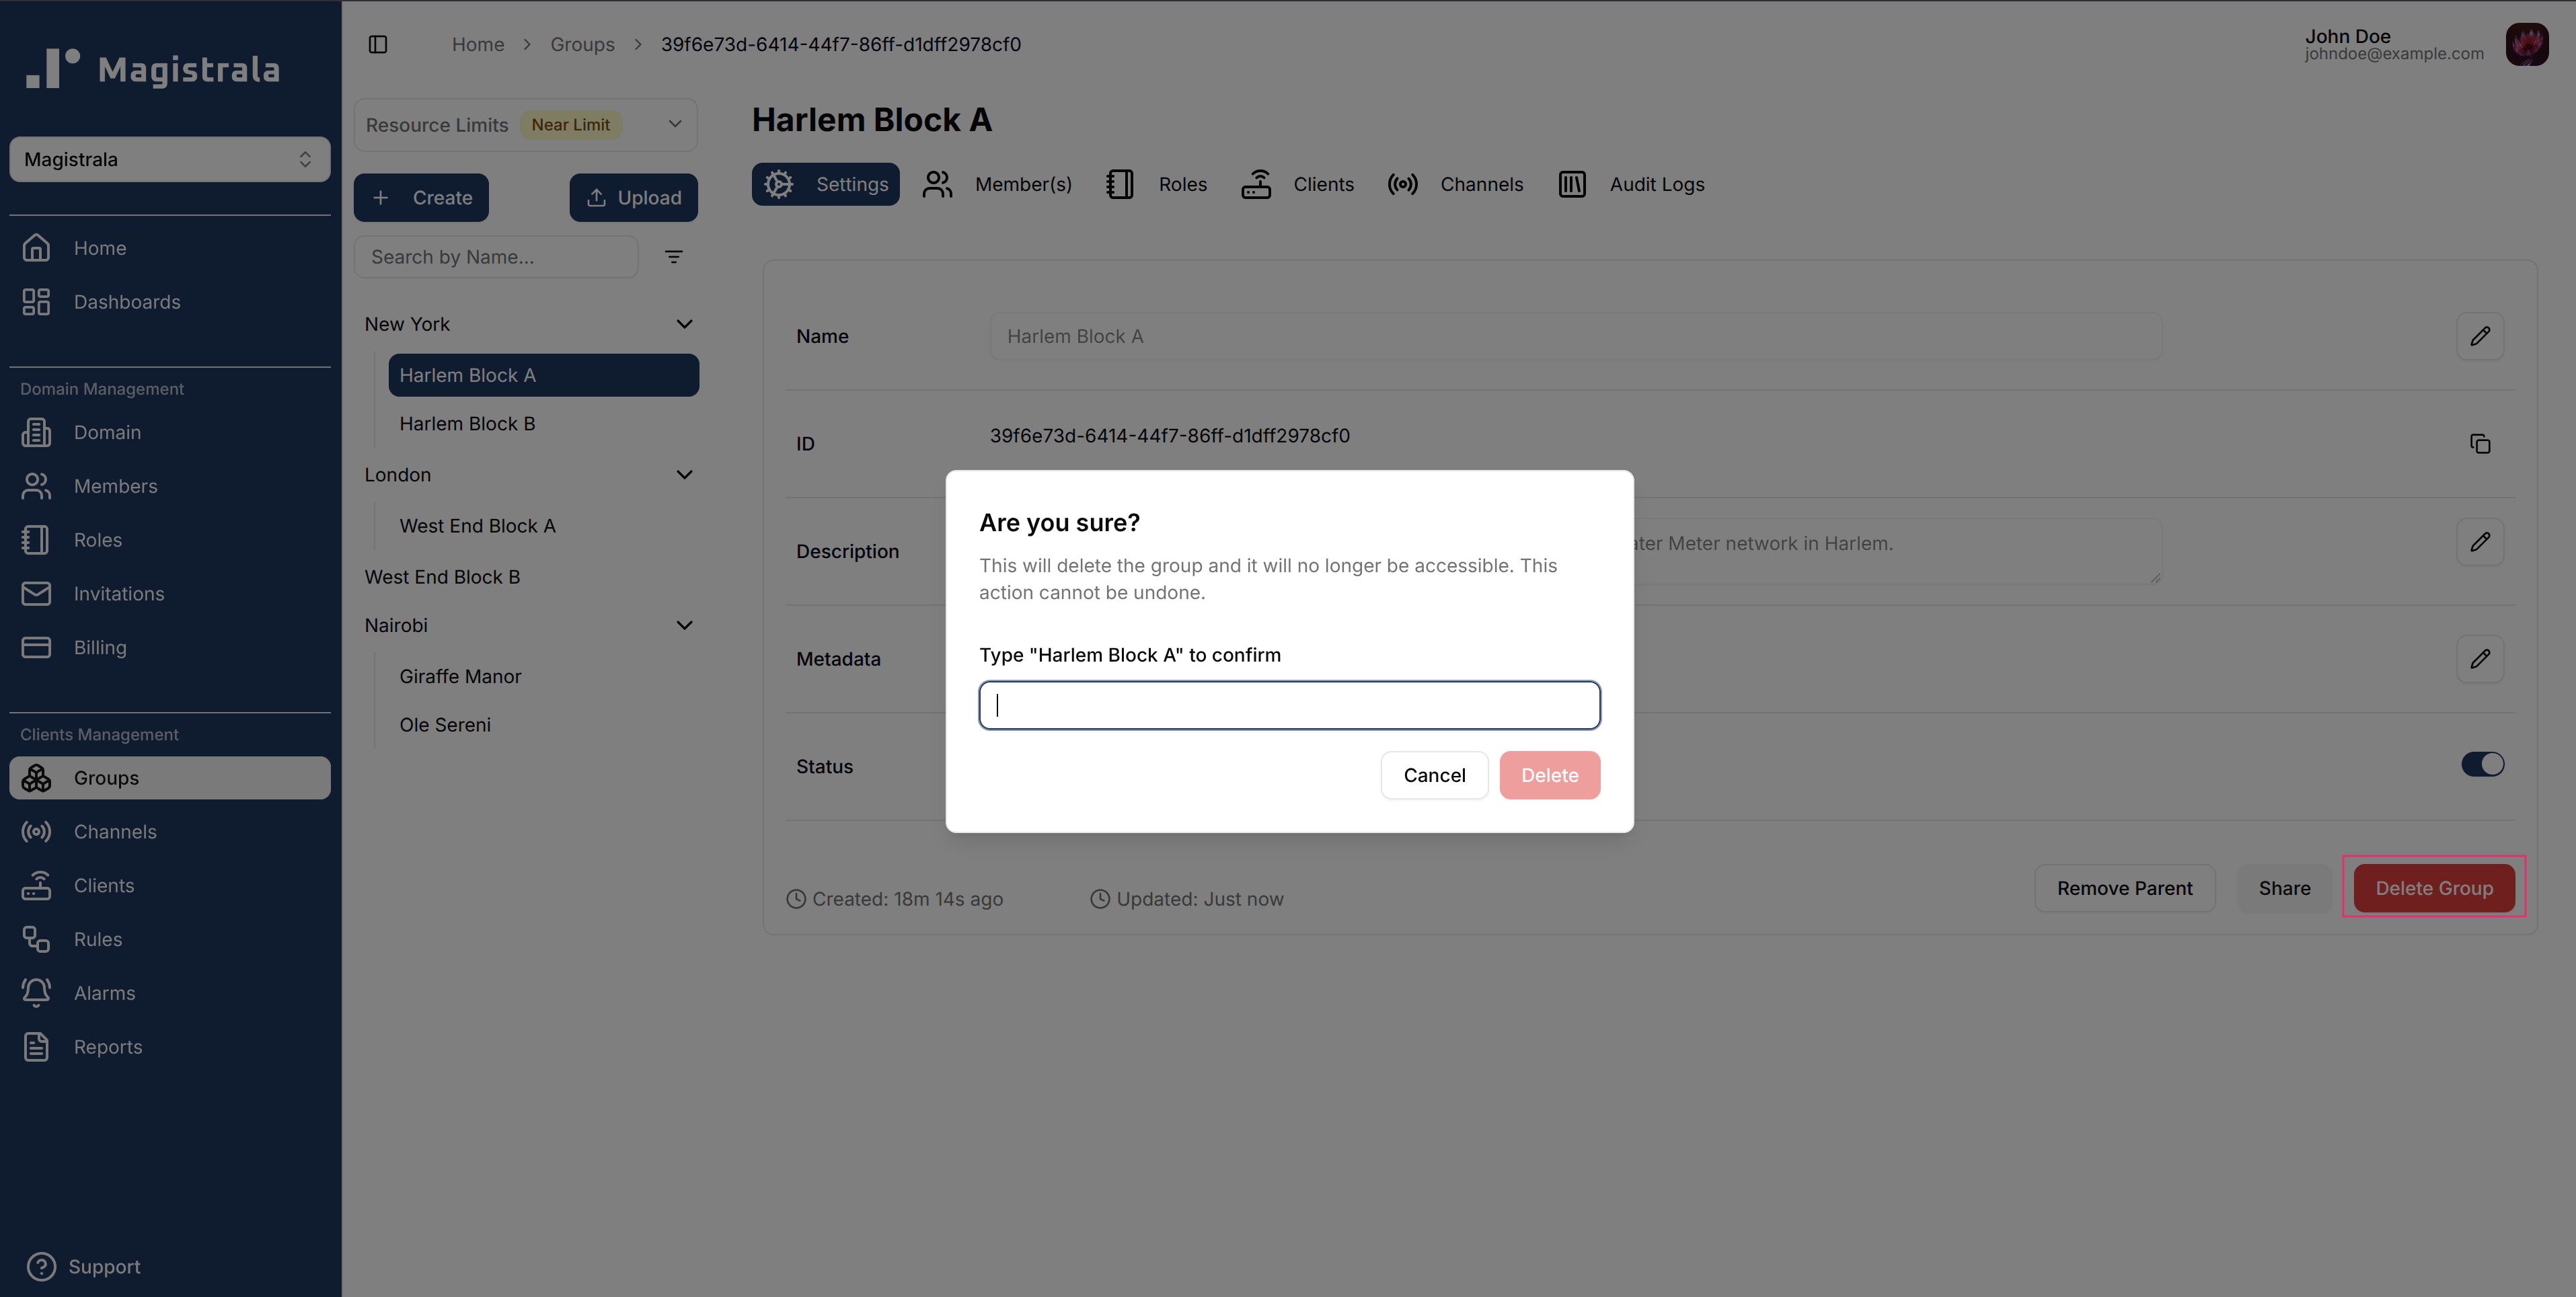 Magistrala
Magistrala
Home
Dashboards
Domain Management
Domain
Members
Roles
Invitations
Billing
Clients Management
Groups
Channels
Clients
Rules
Alarms
Reports
Support
Home > Groups > 39f6e73d-6414-44f7-86ff-d1dff2978cf0
John Doe
johndoe@example.com
Resource Limits Near Limit
Create Upload
Search by Name...
New York
Harlem Block A
Harlem Block B
London
West End Block A
West End Block B
Nairobi
Giraffe Manor
Ole Sereni
Harlem Block A
Settings Member(s) Roles Clients Channels Audit Logs
Name Harlem Block A
ID 39f6e73d-6414-44f7-86ff-d1dff2978cf0
Description Meter network in Harlem.
Metadata
Status
Created: 18m 14s ago Updated: Just now
Remove Parent Share Delete Group
Are you sure?
This will delete the group and it will no longer be accessible. This
action cannot be undone.
Type "Harlem Block A" to confirm
Cancel Delete